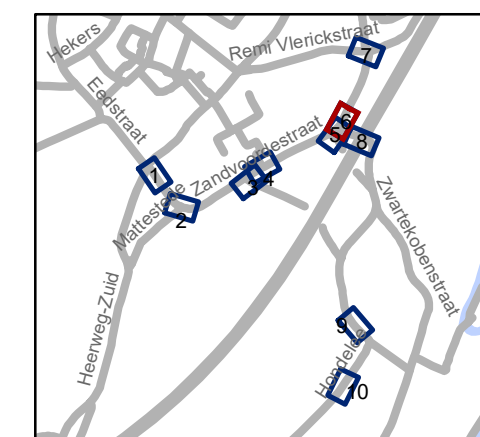 Hekers
Remi Vlerickstraat
7
Eedstraat
6
5
8
Zandvoordestraat
1
4
3
Mattestede
2
Zwartekobenstraat
Heerweg-Zuid
9
Hondelee
10